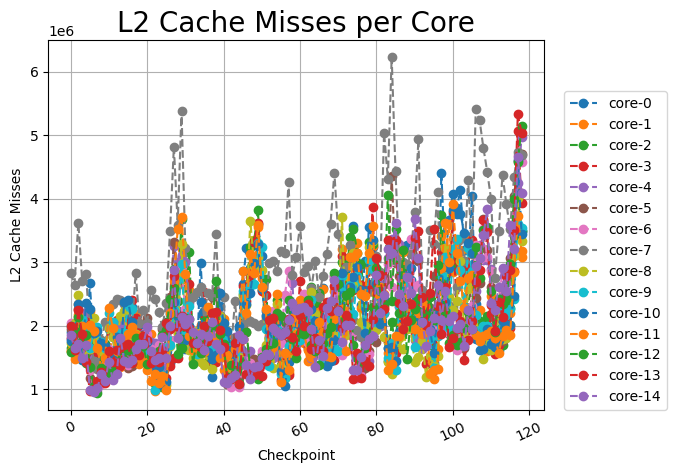 L2 Cache Misses per Core
1e6
6
5
4
3
2
1
L2 Cache Misses
0
20
40
60
80
100
120
Checkpoint
core-0
core-1
core-2
core-3
core-4
core-5
core-6
core-7
core-8
core-9
core-10
core-11
core-12
core-13
core-14